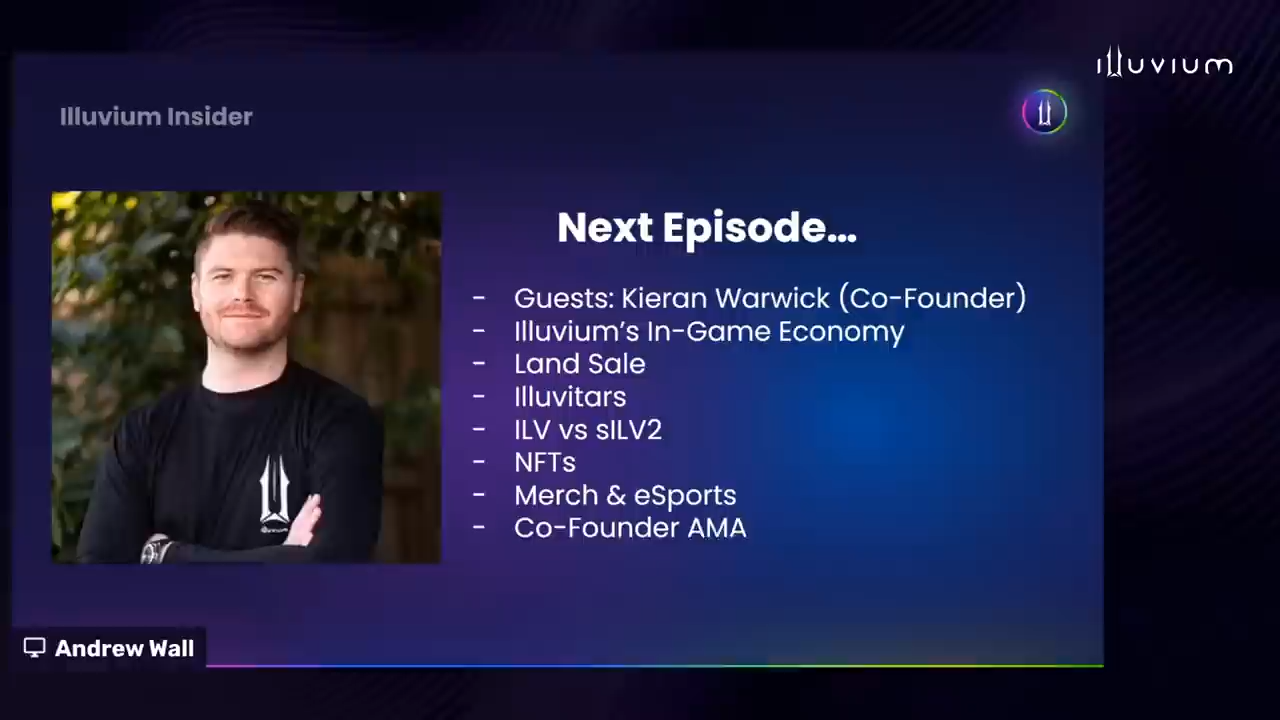 illuvium
Illuvium Insider
Next Episode...
- Guests: Kieran Warwick (Co-Founder)
- Illuvium's In-Game Economy
- Land Sale
- Illuvitars
- ILV vs sILV2
- NFTs
- Merch & eSports
- Co-Founder AMA
illuvium
Andrew Wall